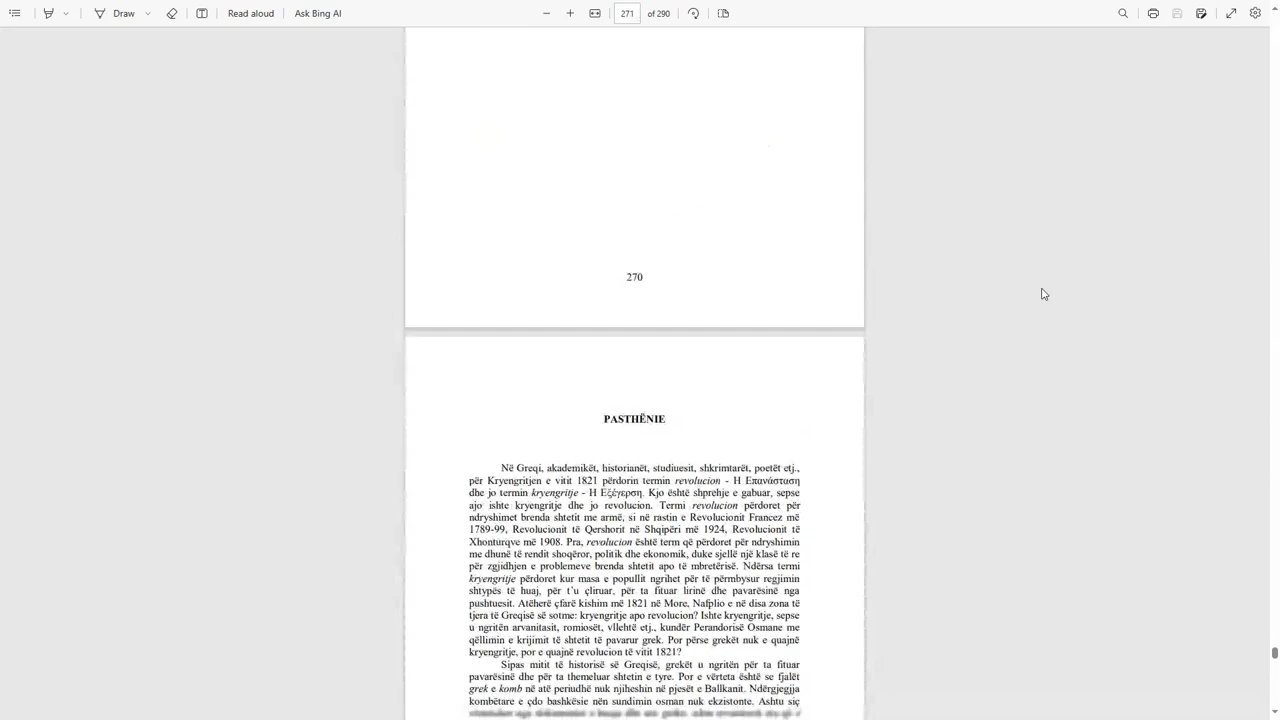 Draw
Read aloud
Ask Bing AI
271
of 290
270
PASTHËNIE
Në Greqi, akademikët, historianët, studiuesit, shkrimtarët, poetët etj.,
për Kryengritjen e vitit 1821 përdorin termin revolucion - Η Επανάσταση
dhe jo termin kryengritje - Η Εξέγερση. Kjo është shprehje e gabuar, sepse
ajo ishte kryengritje dhe jo revolucion. Termi revolucion përdoret për
ndryshimet brenda shtetit me armë, si në rastin e Revolucionit Francez më
1789-99, Revolucionit të Qershorit në Shqipëri më 1924, Revolucionit të
Xhonturqve më 1908. Pra, revolucion është term që përdoret për ndryshimin
me dhunë të rendit shoqëror, politik dhe ekonomik, duke sjellë një klasë të re
për zgjidhjen e problemeve brenda shtetit apo të mbretërisë. Ndërsa termi
kryengritje përdoret kur masa e popullit ngrihet për të përmbysur regjimin
shtypës të huaj, për t’u çliruar, për ta fituar lirinë dhe pavarësinë nga
pushtuesit. Atëherë çfarë kishim më 1821 në More, Nafplio e në disa zona të
tjera të Greqisë së sotme: kryengritje apo revolucion? Ishte kryengritje, sepse
u ngritën arvanitasit, romiosët, vllehtë etj., kundër Perandorisë Osmane me
qëllimin e krijimit të shtetit të pavarur grek. Por përse grekët nuk e quajnë
kryengritje, por e quajnë revolucion të vitit 1821?
Sipas mitit të historisë së Greqisë, grekët u ngritën për ta fituar
pavarësinë dhe për ta themeluar shtetin e tyre. Por e vërteta është se fjalët
grek e komb në atë periudhë nuk njiheshin në pjesët e Ballkanit. Ndërgjegjja
kombëtare e çdo bashkësie nën sundimin osman nuk ekzistonte. Ashtu siç